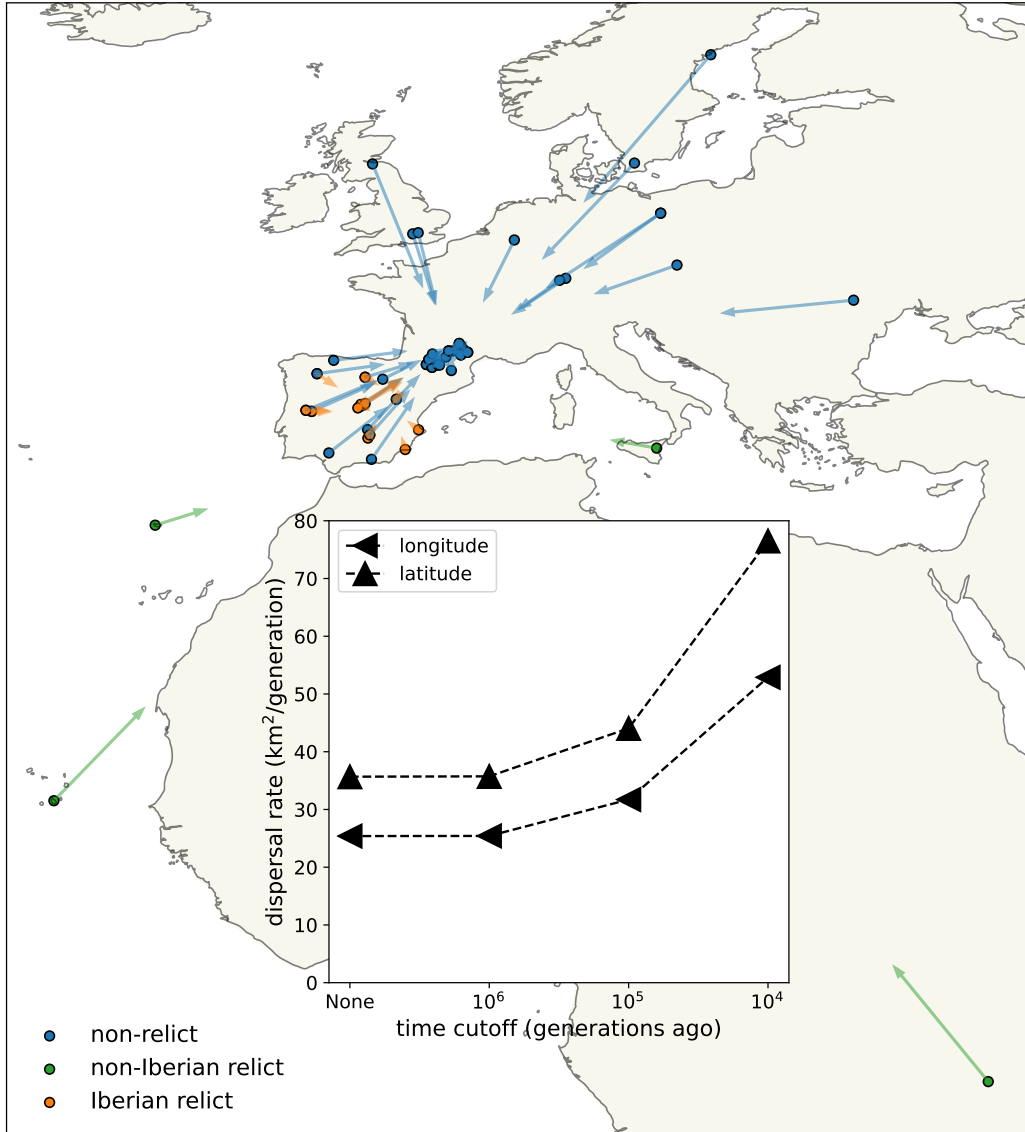 80
70
60
50
40
30
20
10
0
dispersal rate (km²/generation)
longitude
latitude
None
10⁶
10⁵
10⁴
time cutoff (generations ago)
non-relict
non-Iberian relict
Iberian relict